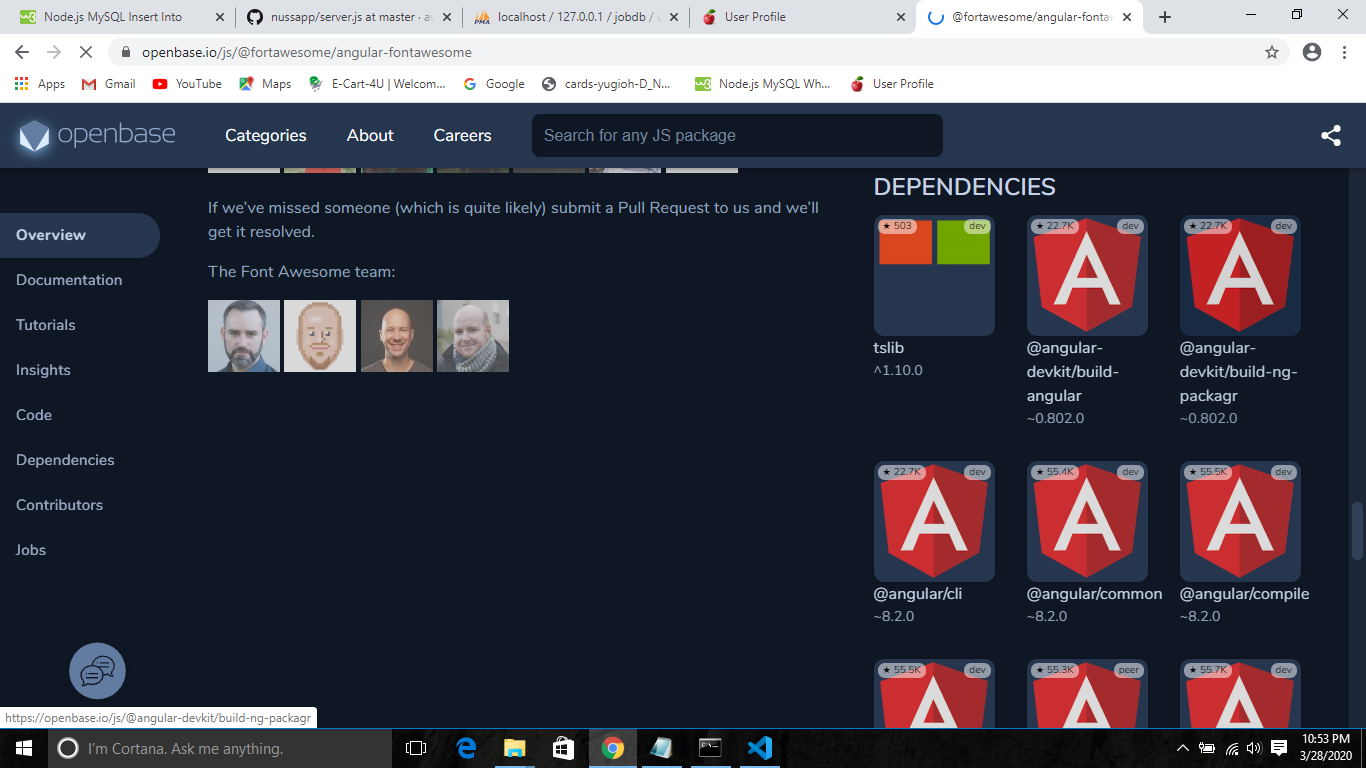 Node.js MySQL Insert Into
nussapp/server.js at master
localhost / 127.0.0.1 / jobdb /
User Profile
@fortawesome/angular-fontaw
openbase.io/js/@fortawesome/angular-fontawesome
Apps
Gmail
YouTube
Maps
E-Cart-4U | Welcom...
Google
cards-yugioh-d_N...
Node.js MySQL Wh...
User Profile
openbase
Categories
About
Careers
Search for any JS package
Overview
Documentation
Tutorials
Insights
Code
Dependencies
Contributors
Jobs
If we've missed someone (which is quite likely) submit a Pull Request to us and we'll
get it resolved.
The Font Awesome team:
DEPENDENCIES
★ 503 dev
tslib
^1.10.0
★ 22.7K dev
@angular-
devkit/build-
angular
~0.802.0
★ 22.7K dev
@angular-
devkit/build-ng-
packagr
~0.802.0
★ 22.7K dev
@angular/cli
~8.2.0
★ 55.4K dev
@angular/common
~8.2.0
★ 55.5K dev
@angular/compile
~8.2.0
★ 55.5K dev
★ 55.3K peer
★ 55.7K dev
https://openbase.io/js/@angular-devkit/build-ng-packagr
I'm Cortana. Ask me anything.
10:53 PM
3/28/2020